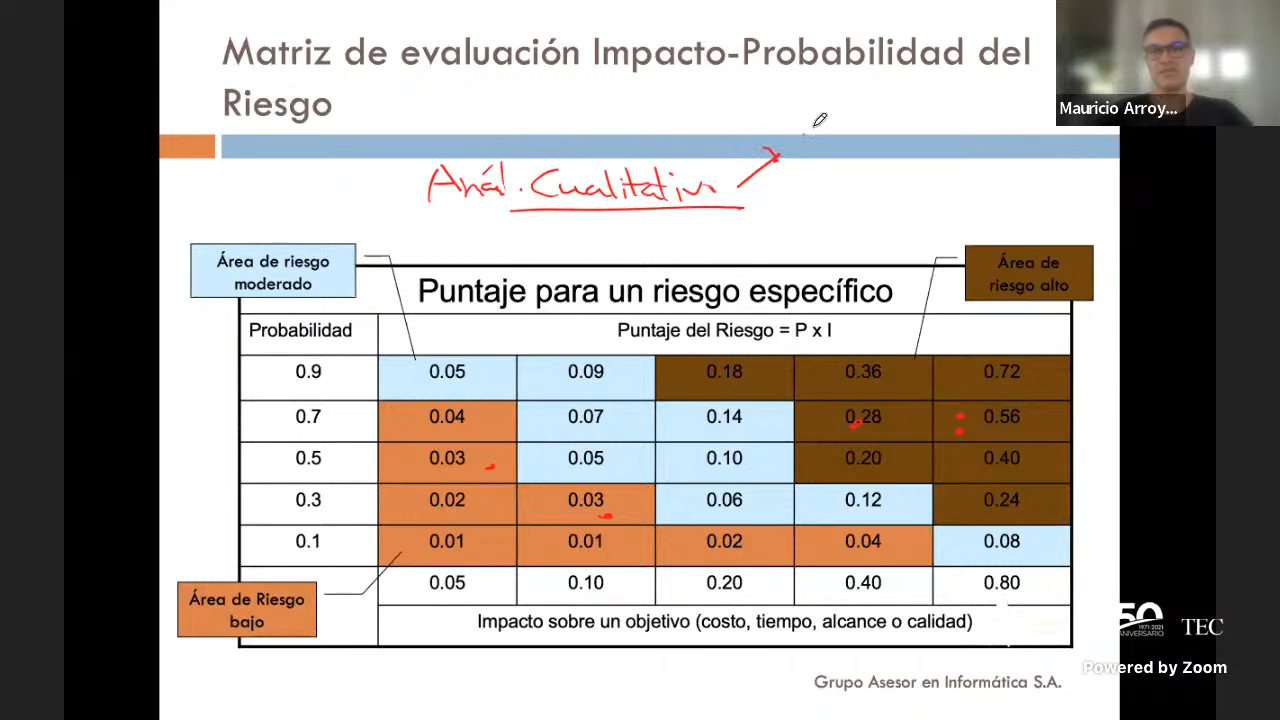 Matriz de evaluación Impacto-Probabilidad del
Riesgo
Mauricio Arroy...
Anál. Cualitativo
Área de riesgo
moderado
Área de
riesgo alto
Puntaje para un riesgo específico
Probabilidad Puntaje del Riesgo = P x I
0.9 0.05 0.09 0.18 0.36 0.72
0.7 0.04 0.07 0.14 0.28 0.56
0.5 0.03 0.05 0.10 0.20 0.40
0.3 0.02 0.03 0.06 0.12 0.24
0.1 0.01 0.01 0.02 0.04 0.08
0.05 0.10 0.20 0.40 0.80
Área de Riesgo
bajo
Impacto sobre un objetivo (costo, tiempo, alcance o calidad)
50
1971-2021
ANIVERSARIO
TEC
Powered by Zoom
Grupo Asesor en Informática S.A.